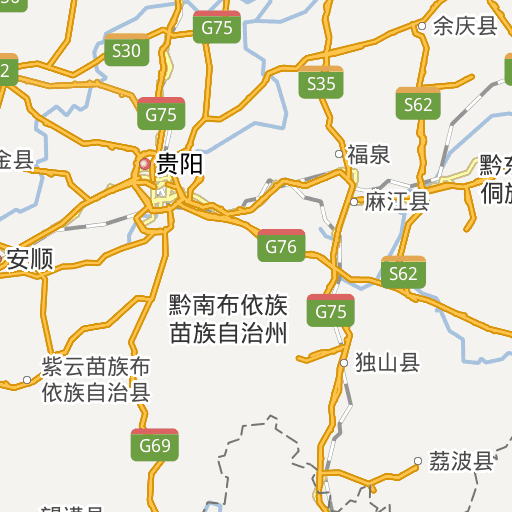 G75
余庆县
S30
S35
S62
G75
福泉
金县
贵阳
黔东
侗族
麻江县
G76
安顺
S62
黔南布依族
苗族自治州
G75
紫云苗族布
依族自治县
独山县
G69
荔波县